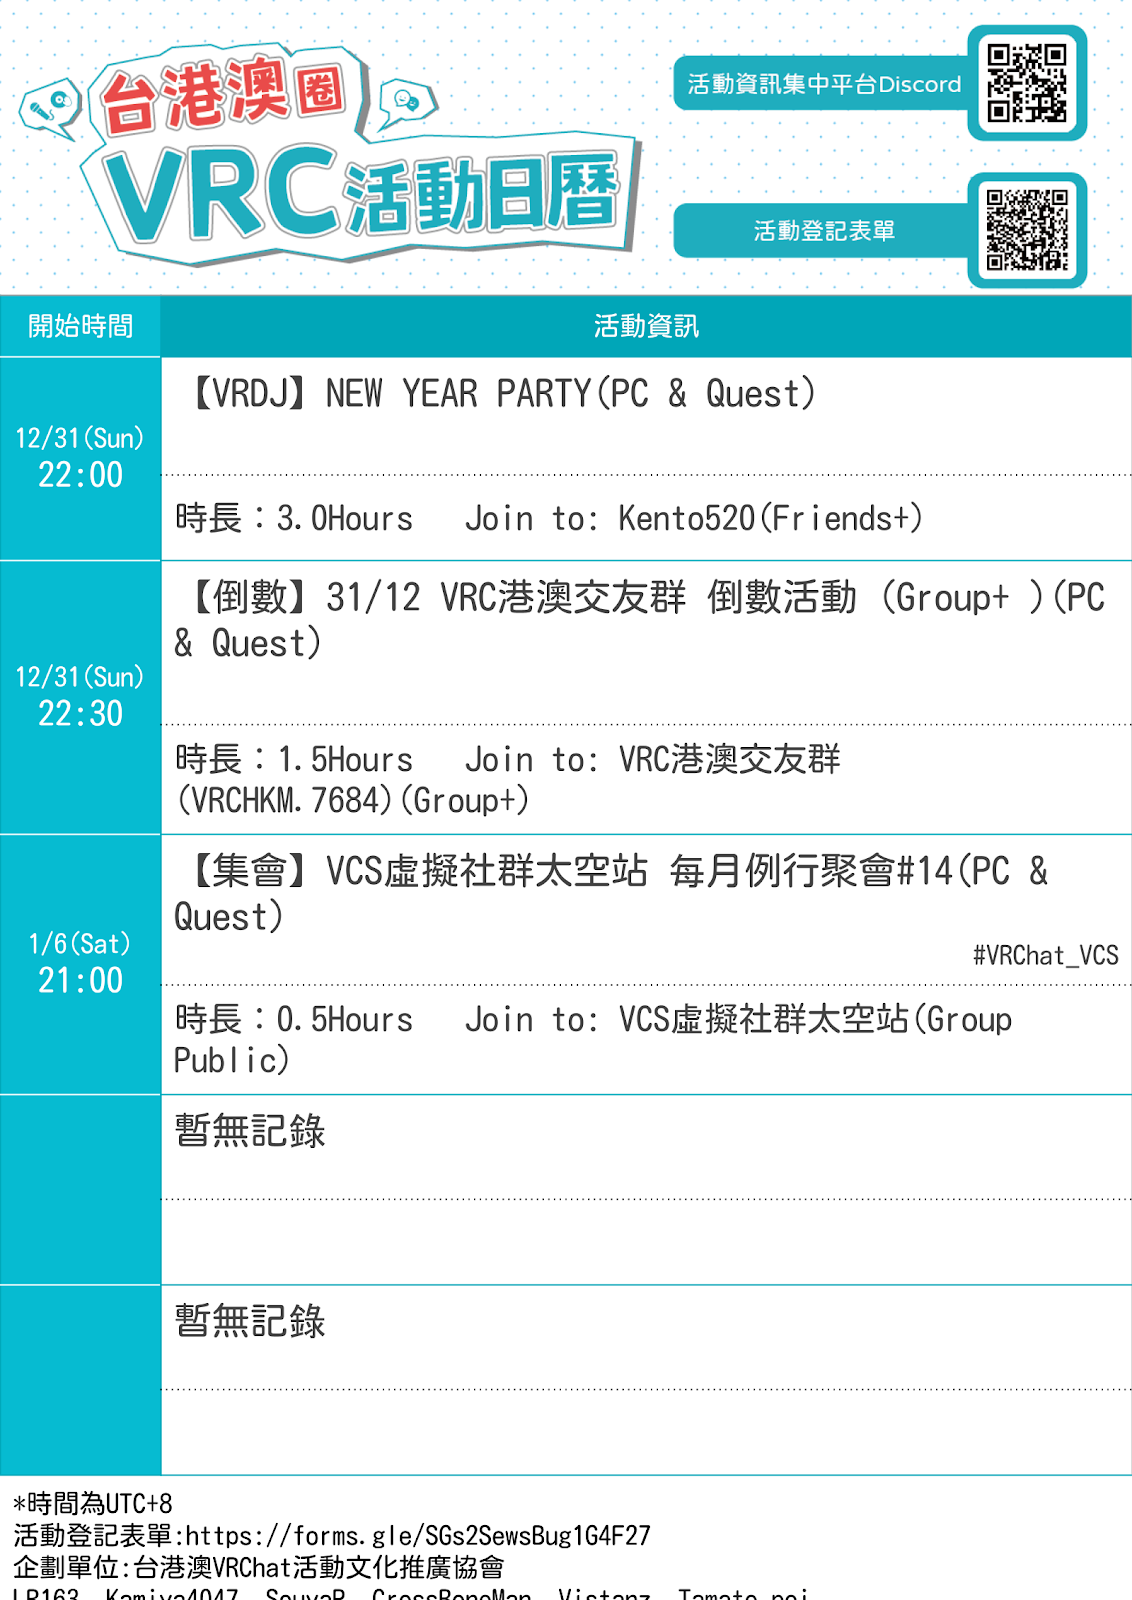 台港澳圈
VRC活動日曆
活動資訊集中平台Discord
活動登記表單
開始時間
活動資訊
12/31(Sun)
22:00
【VRDJ】NEW YEAR PARTY(PC & Quest)
時長：3.0Hours Join to: Kento520(Friends+)
12/31(Sun)
22:30
【倒數】31/12 VRC港澳交友群 倒數活動 (Group+ )(PC
& Quest)
時長：1.5Hours Join to: VRC港澳交友群
(VRCHKM.7684)(Group+)
1/6(Sat)
21:00
【集會】VCS虛擬社群太空站 每月例行聚會#14(PC &
Quest)
#VRChat_VCS
時長：0.5Hours Join to: VCS虛擬社群太空站(Group
Public)
暫無記錄
暫無記錄
*時間為UTC+8
活動登記表單:https://forms.gle/SGs2SewsBug1G4F27
企劃單位:台港澳VRChat活動文化推廣協會
Kamiya4047, SouyaR, CrossBoneMan, Vistanz, Tamato poi